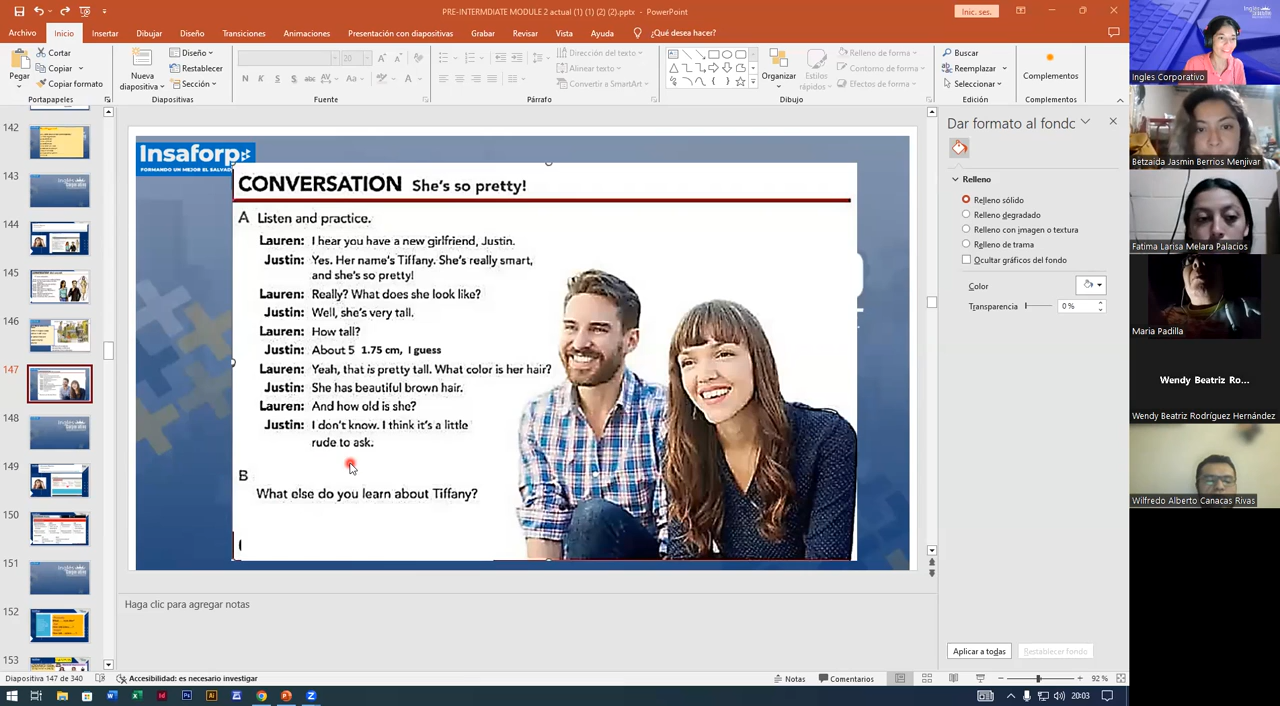 PRE-INTERMDIATE MODULE 2 actual (1) (1) (2) (2).pptx - PowerPoint
Inic. ses.
Archivo Inicio Insertar Dibujar Diseño Transiciones Animaciones Presentación con diapositivas Grabar Revisar Vista Ayuda ¿Qué desea hacer?
Pegar
Cortar
Copiar
Copiar formato
Portapapeles
Nueva diapositiva
Diseño
Restablecer
Sección
Diapositivas
20
N K S
Aa
Fuente
Dirección del texto
Alinear texto
Convertir a SmartArt
Párrafo
Organizar
Estilos rápidos
Relleno de forma
Contorno de forma
Efectos de forma
Dibujo
Buscar
Reemplazar
Seleccionar
Edición
Complementos
Complementos
142
143
144
145
146
147
148
149
150
151
152
153
Insaforp
FORMANDO UN MEJOR EL SALVADOR
CONVERSATION She's so pretty!
A Listen and practice.
Lauren: I hear you have a new girlfriend, Justin.
Justin: Yes. Her name's Tiffany. She's really smart,
and she's so pretty!
Lauren: Really? What does she look like?
Justin: Well, she's very tall.
Lauren: How tall?
Justin: About 5 1.75 cm, I guess
Lauren: Yeah, that is pretty tall. What color is her hair?
Justin: She has beautiful brown hair.
Lauren: And how old is she?
Justin: I don't know. I think it's a little
rude to ask.
B
What else do you learn about Tiffany?
Haga clic para agregar notas
Dar formato al fondo
Relleno
Relleno sólido
Relleno degradado
Relleno con imagen o textura
Relleno de trama
Ocultar gráficos del fondo
Color
Transparencia 0 %
Aplicar a todas
Restablecer fondo
Diapositiva 147 de 340
Accesibilidad: es necesario investigar
Notas
Comentarios
92 %
20:03
Ingles Corporativo
Betzaida Jasmin Berrios Menjivar
Fatima Larisa Melara Palacios
Maria Padilla
Wendy Beatriz Ro...
Wendy Beatriz Rodríguez Hernández
Wilfredo Alberto Canacas Rivas